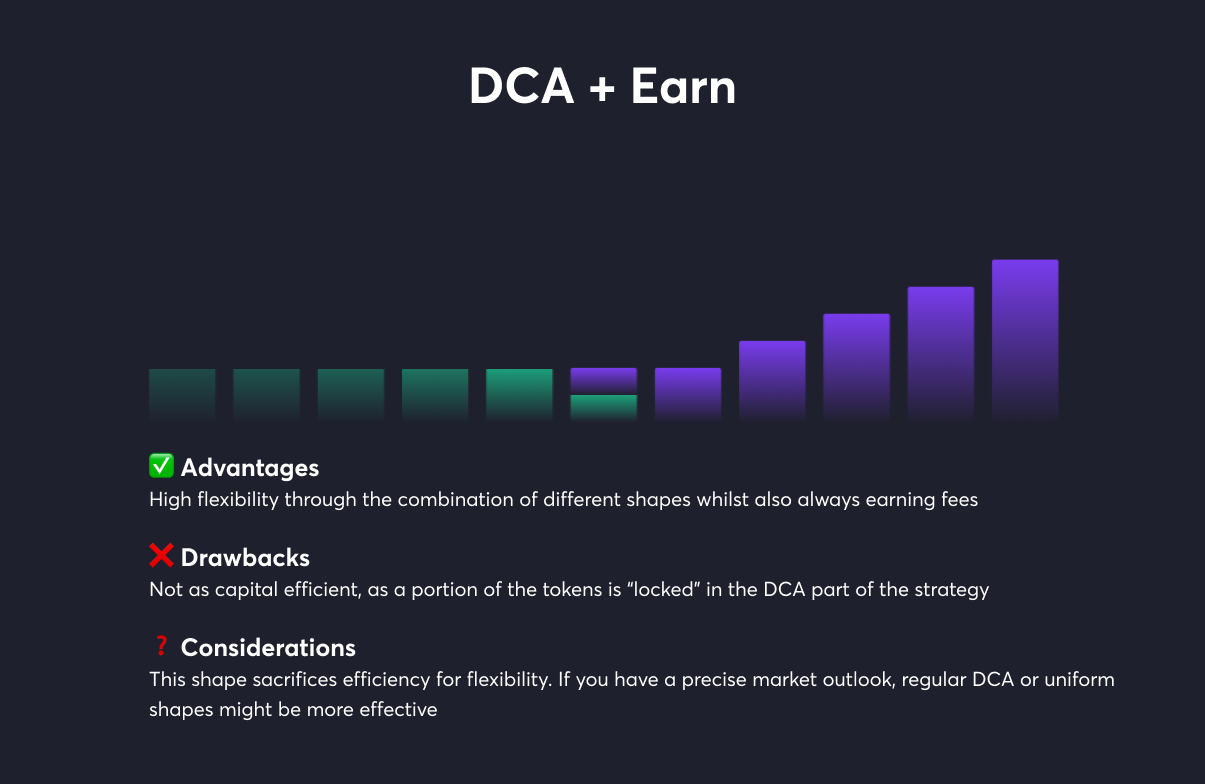 DCA + Earn
✅ Advantages
High flexibility through the combination of different shapes whilst also always earning fees
❌ Drawbacks
Not as capital efficient, as a portion of the tokens is “locked” in the DCA part of the strategy
❓ Considerations
This shape sacrifices efficiency for flexibility. If you have a precise market outlook, regular DCA or uniform
shapes might be more effective